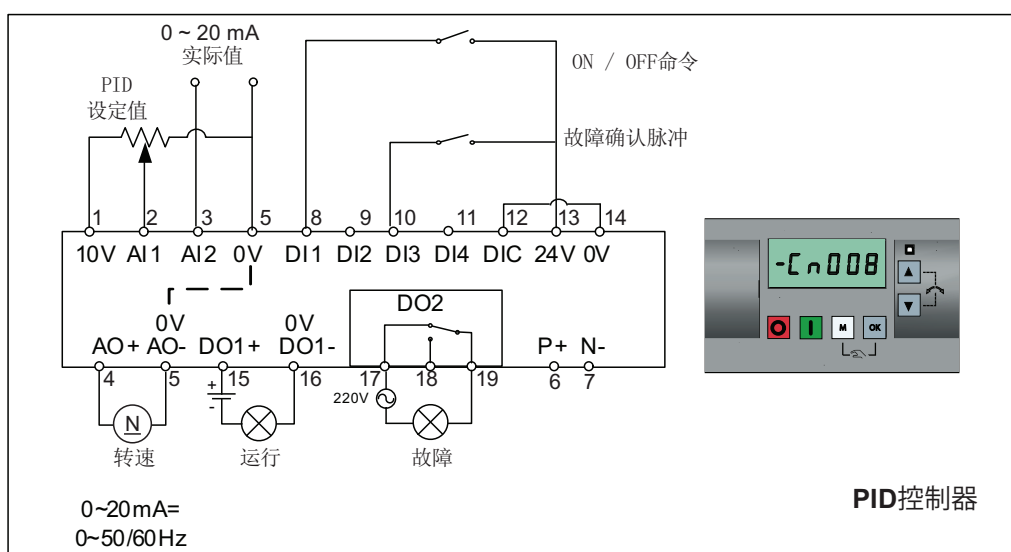 0 ~ 20 mA
实际值
PID
设定值
ON / OFF命令
故障确认脉冲
1 2 3 5 8 9 10 11 12 13 14
10V AI1 AI2 0V DI1 DI2 DI3 DI4 DIC 24V 0V
-Cn008
DO2
0V 0V
AO+ AO- DO1+ DO1- P+ N-
M OK
4 5 15 16 17 18 19 6 7
+
-
220V
N
转速 运行 故障
PID控制器
0~20mA=
0~50/60Hz